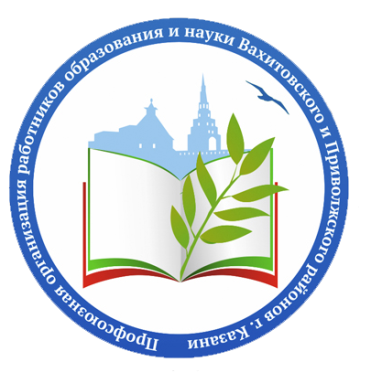 Профсоюзная организация работников образования и науки Вахитовского и Приволжского районов г. Казани